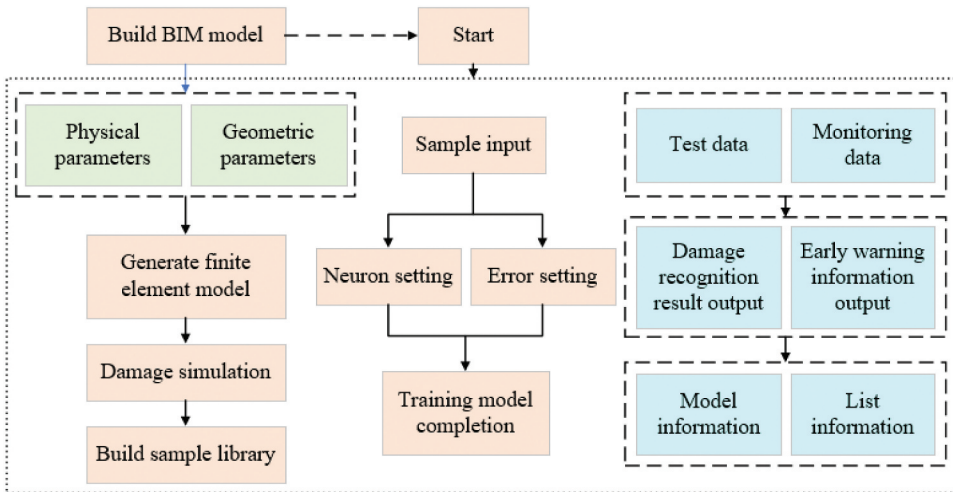 Build BIM model
Start
Physical
parameters
Geometric
parameters
Generate finite
element model
Damage simulation
Build sample library
Sample input
Neuron setting
Error setting
Training model
completion
Test data
Monitoring
data
Damage
recognition
result output
Early warning
information
output
Model
information
List
information